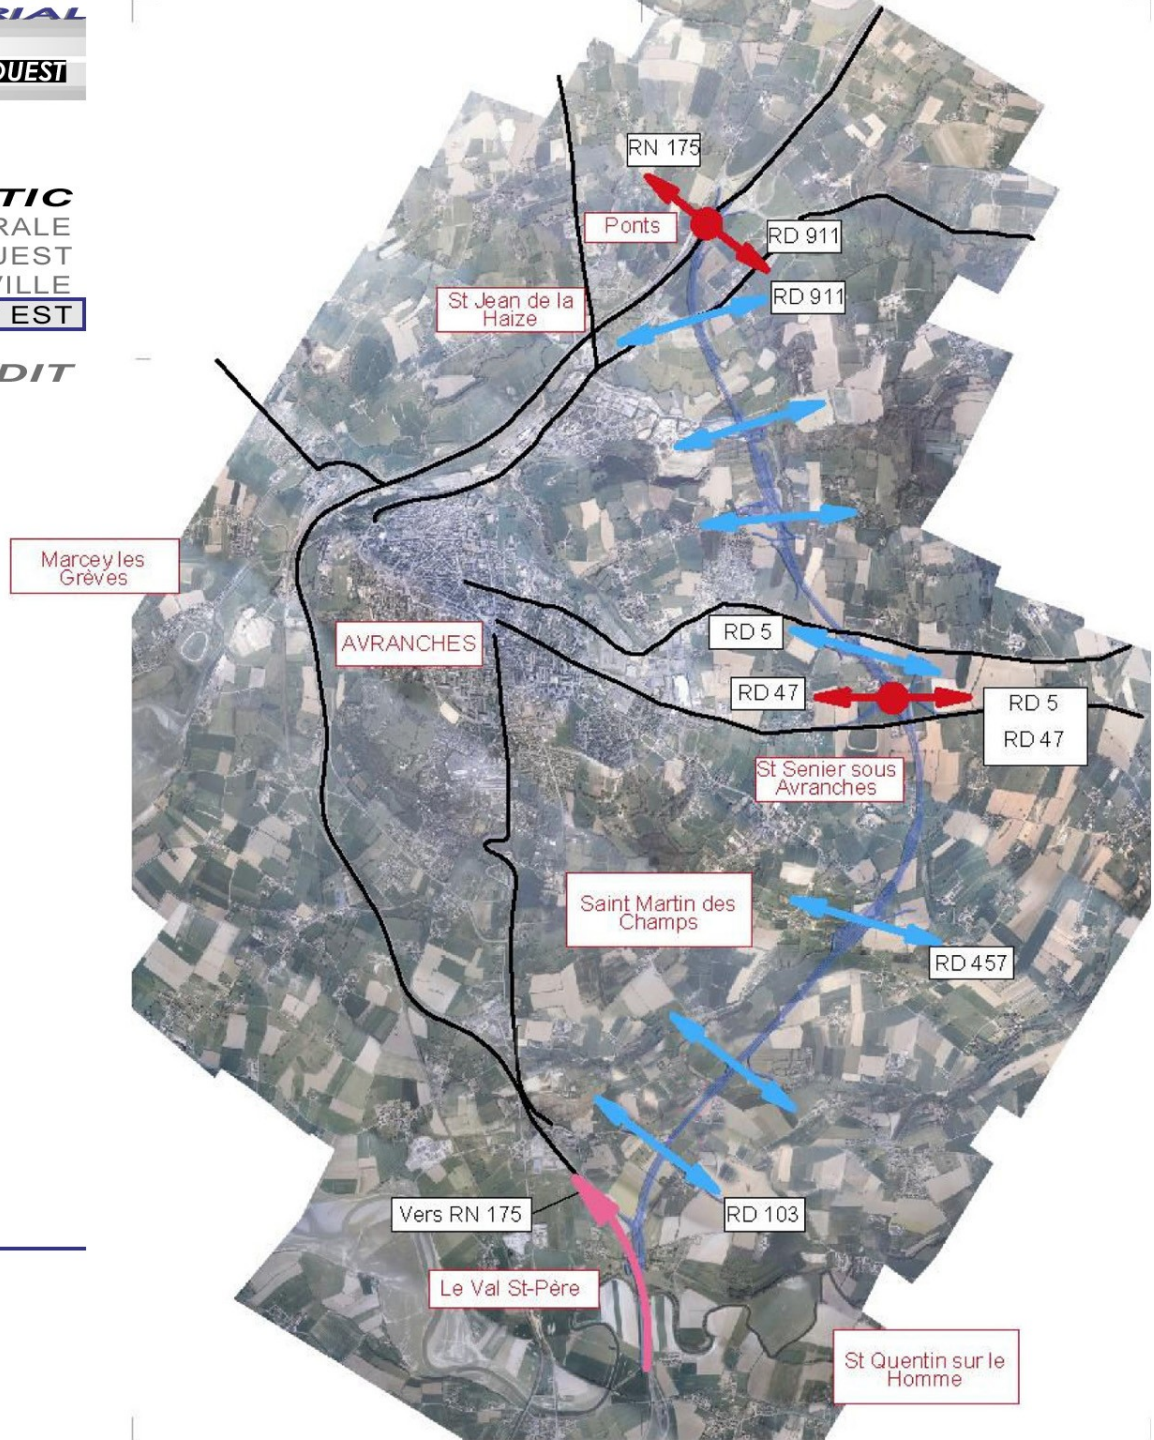 RIAL
OUEST
TIC
RALE
UEST
VILLE
EST
DIT
RN 175
Ponts
RD 911
RD 911
St Jean de la
Haize
Marcey les
Grèves
AVRANCHES
RD 5
RD 47
RD 5
RD 47
St Senier sous
Avranches
Saint Martin des
Champs
RD 457
Vers RN 175
RD 103
Le Val St-Père
St Quentin sur le
Homme